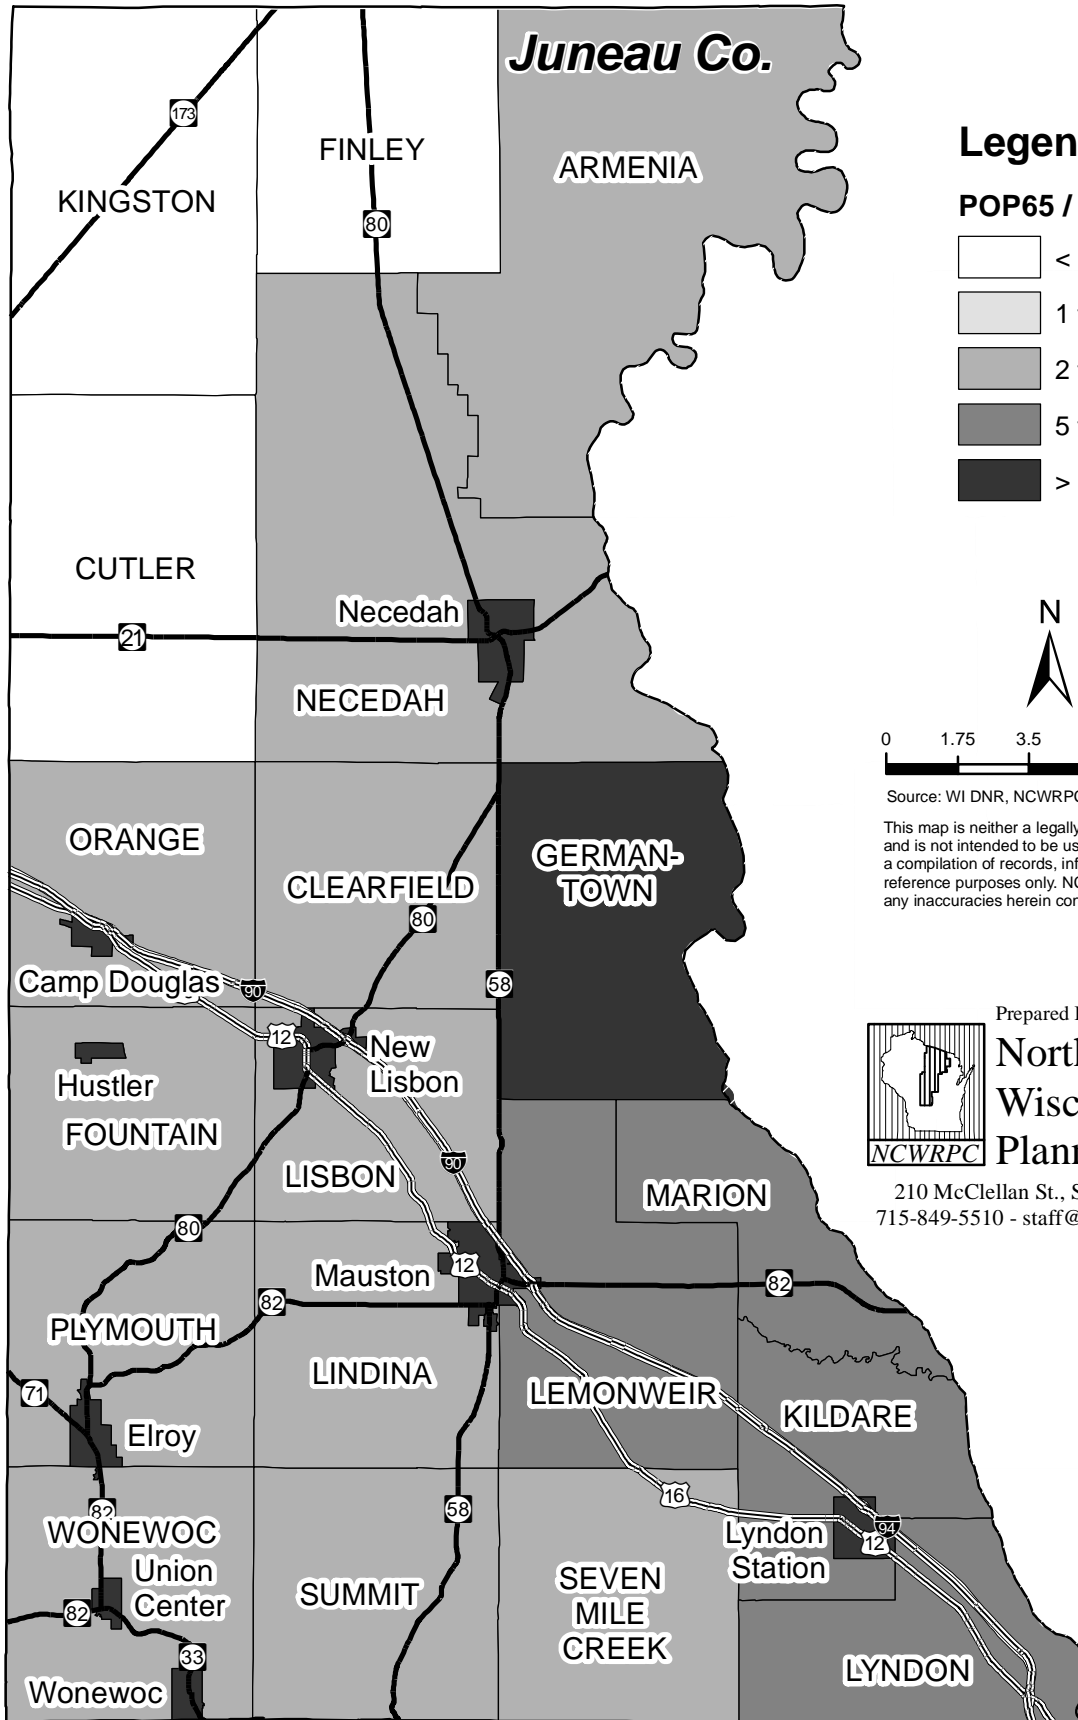 Juneau Co.
173
FINLEY
ARMENIA
KINGSTON
80
Legen
POP65 /
<
1
2
5
>
CUTLER
Necedah
21
NECEDAH
N
0 1.75 3.5
Source: WI DNR, NCWRPC
This map is neither a legally
and is not intended to be us
a compilation of records, inf
reference purposes only. NC
any inaccuracies herein con
ORANGE
CLEARFIELD
GERMAN-
TOWN
80
58
Camp Douglas
90
12
New
Lisbon
Hustler
FOUNTAIN
LISBON
90
MARION
Prepared
North
Wisc
Plann
NCWRPC
210 McClellan St., S
715-849-5510 - staff@
80
Mauston
12
82
82
PLYMOUTH
LINDINA
71
LEMONWEIR
KILDARE
Elroy
82
WONEWOC
58
16
Lyndon
Station
94
12
Union
Center
82
SUMMIT
SEVEN
MILE
CREEK
33
Wonewoc
LYNDON